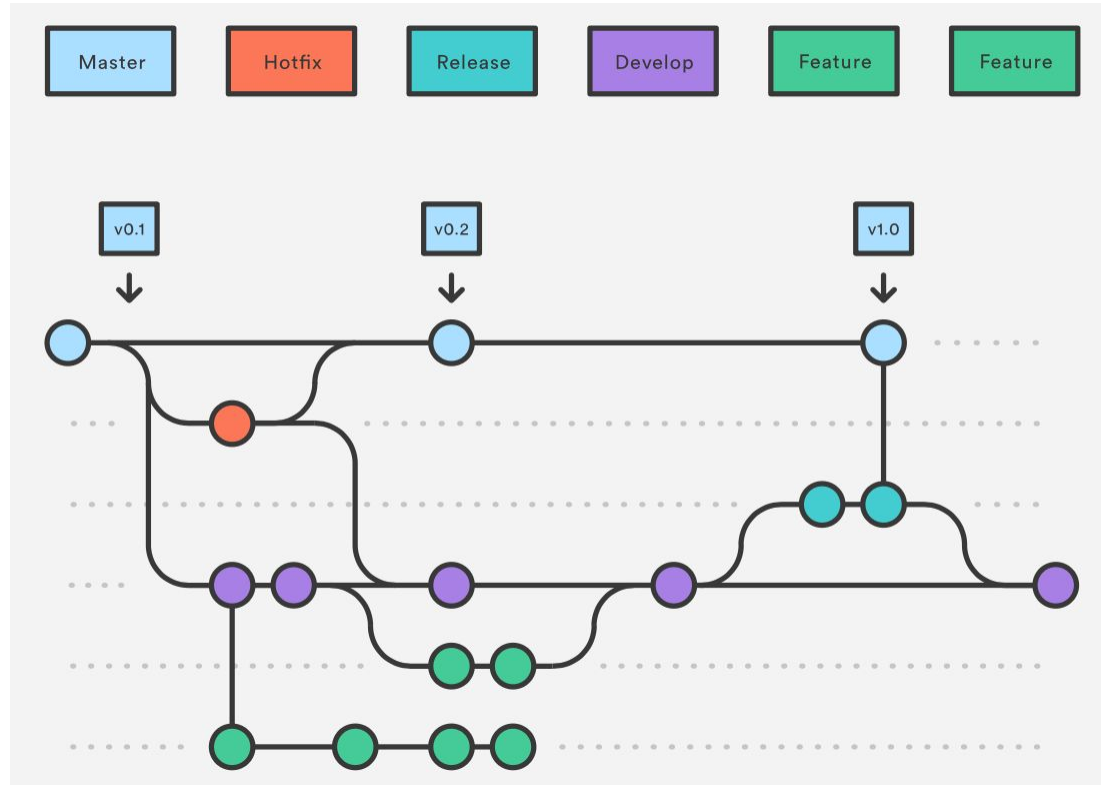 Master
Hotfix
Release
Develop
Feature
Feature
v0.1
v0.2
v1.0